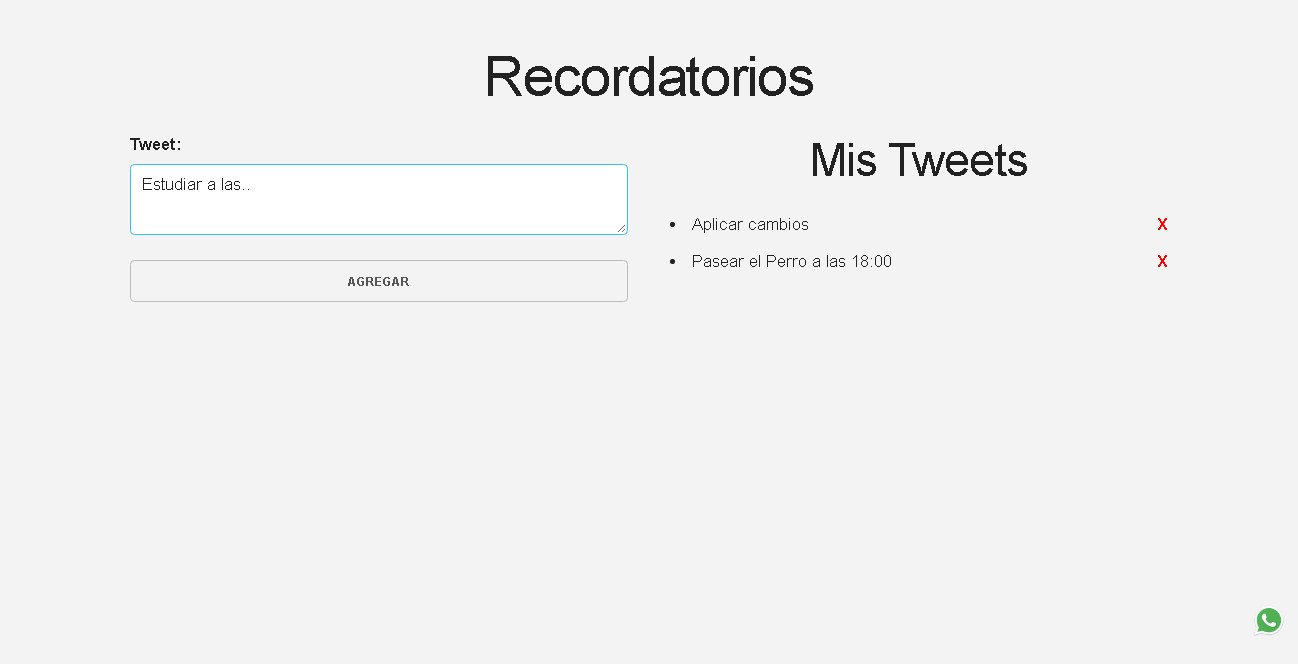 Recordatorios
Tweet:
Estudiar a las..
AGREGAR
Mis Tweets
Aplicar cambios X
Pasear el Perro a las 18:00 X